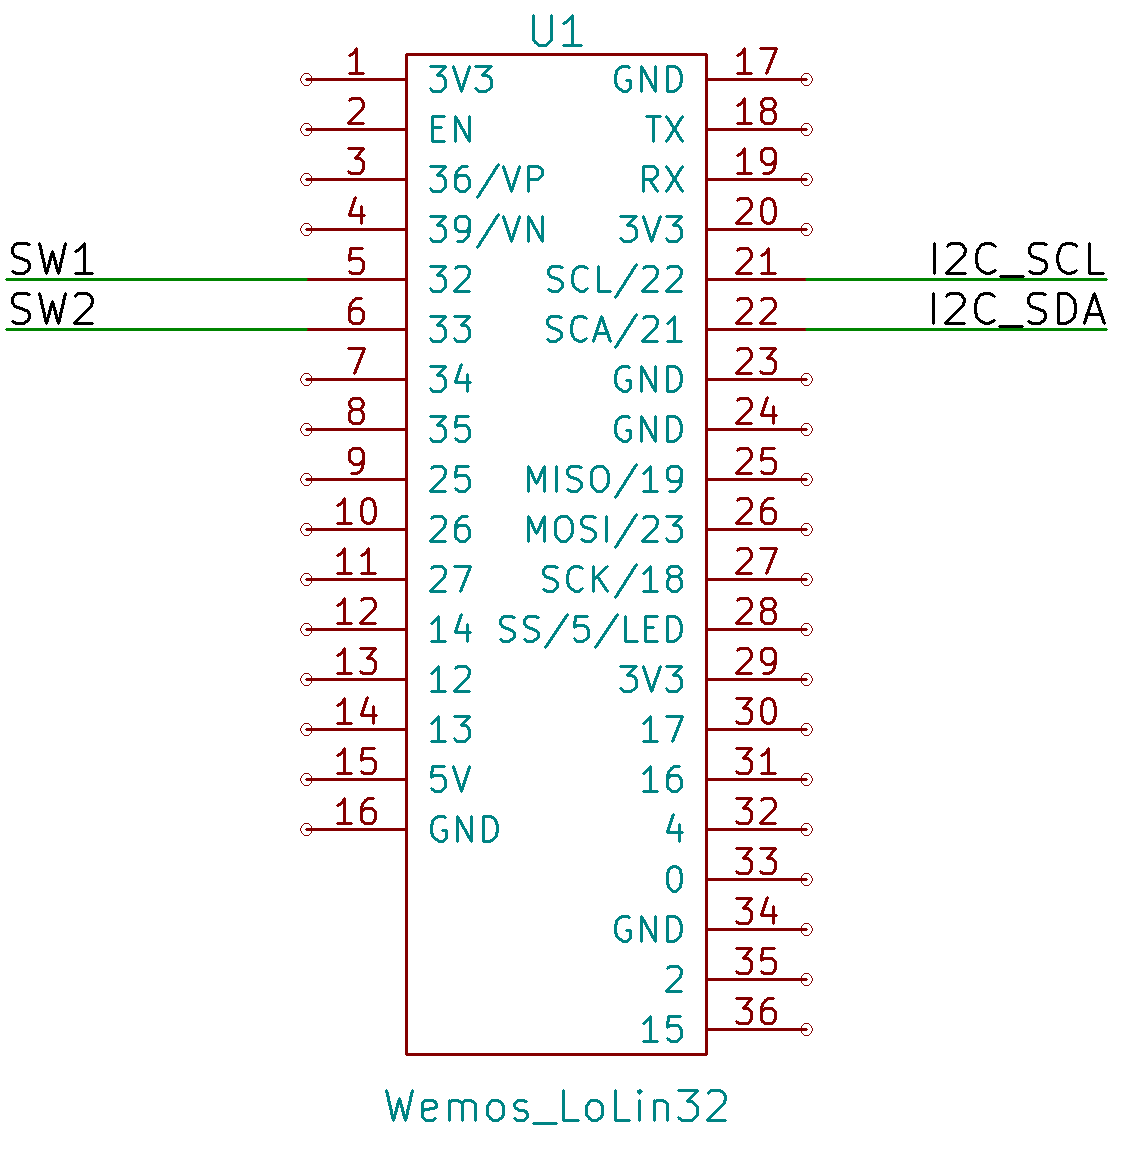 U1
1 3V3 GND 17
2 EN TX 18
3 36/VP RX 19
4 39/VN 3V3 20
SW1 5 32 SCL/22 21 I2C_SCL
SW2 6 33 SCA/21 22 I2C_SDA
7 34 GND 23
8 35 GND 24
9 25 MISO/19 25
10 26 MOSI/23 26
11 27 SCK/18 27
12 14 SS/5/LED 28
13 12 3V3 29
14 13 17 30
15 5V 16 31
16 GND 4 32
0 33
GND 34
2 35
15 36
Wemos_LoLin32